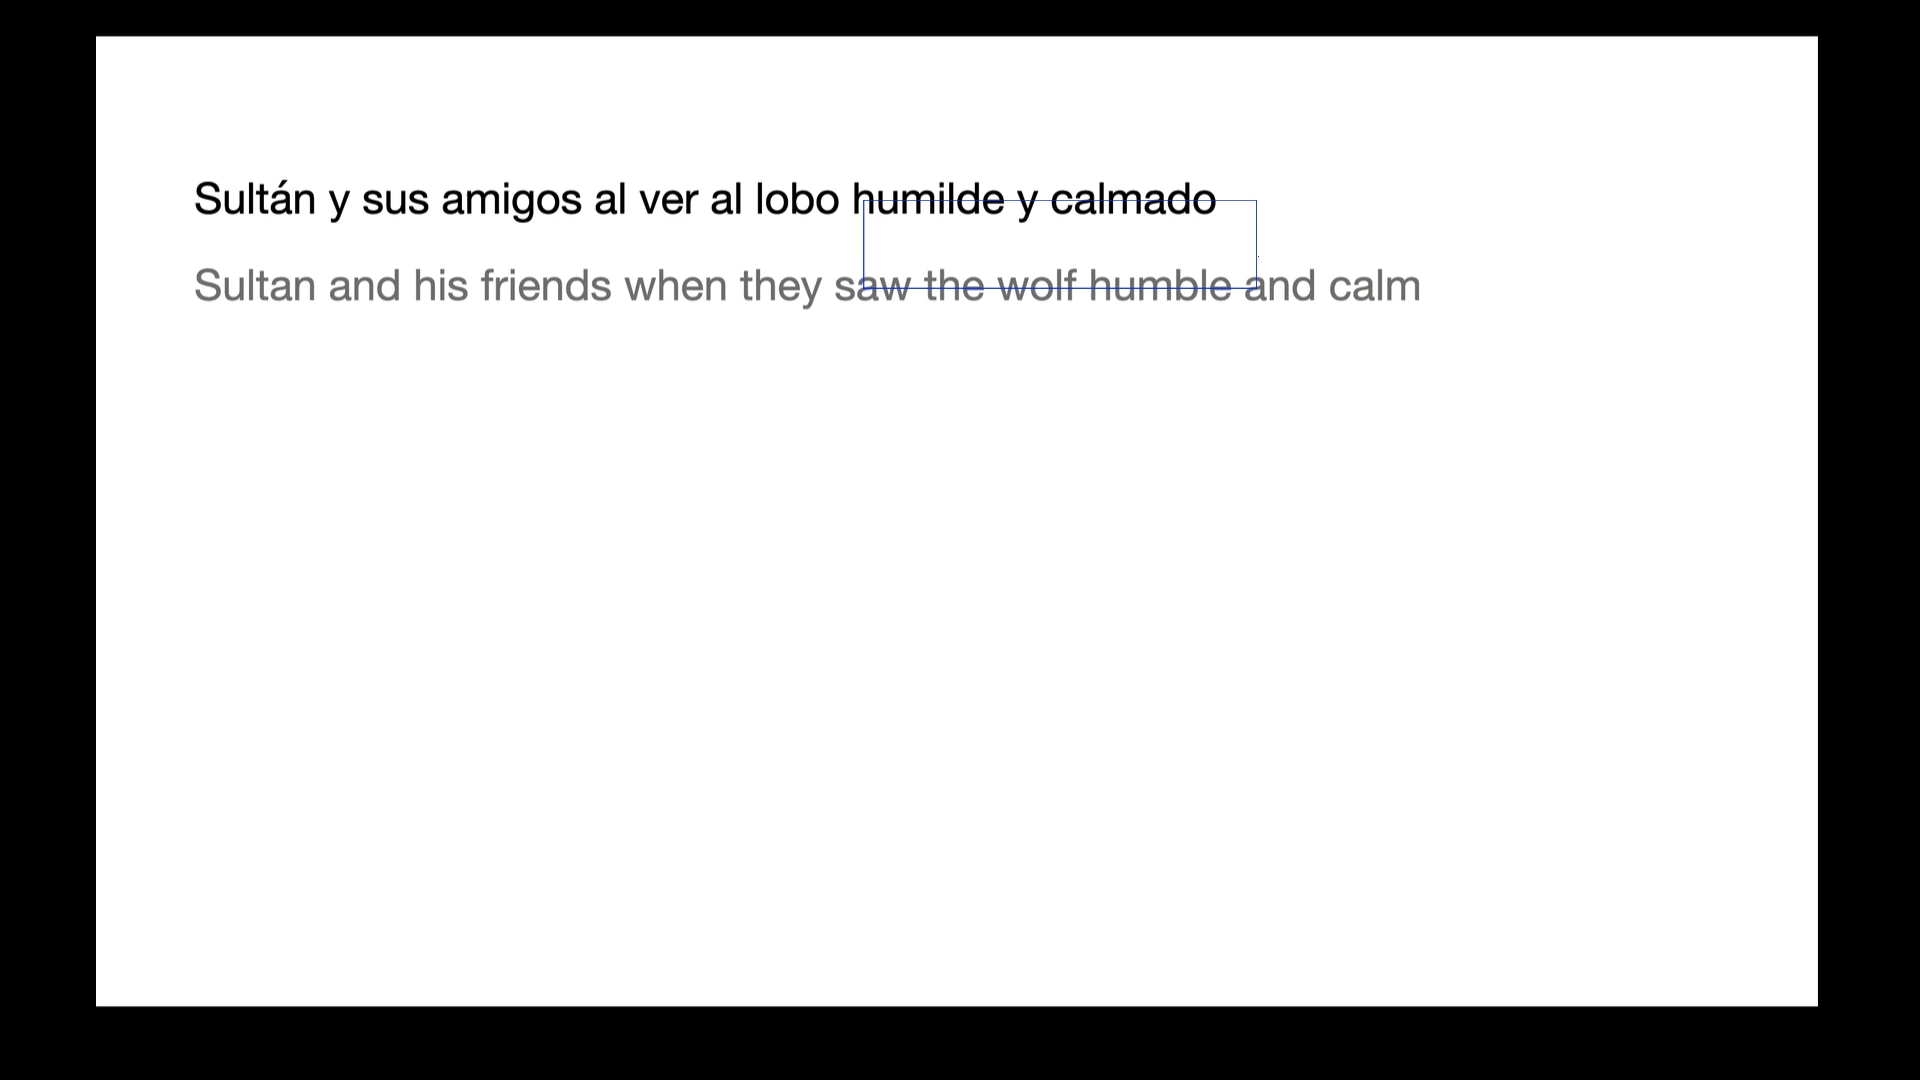 Sultán y sus amigos al ver al lobo humilde y calmado
Sultan and his friends when they saw the wolf humble and calm